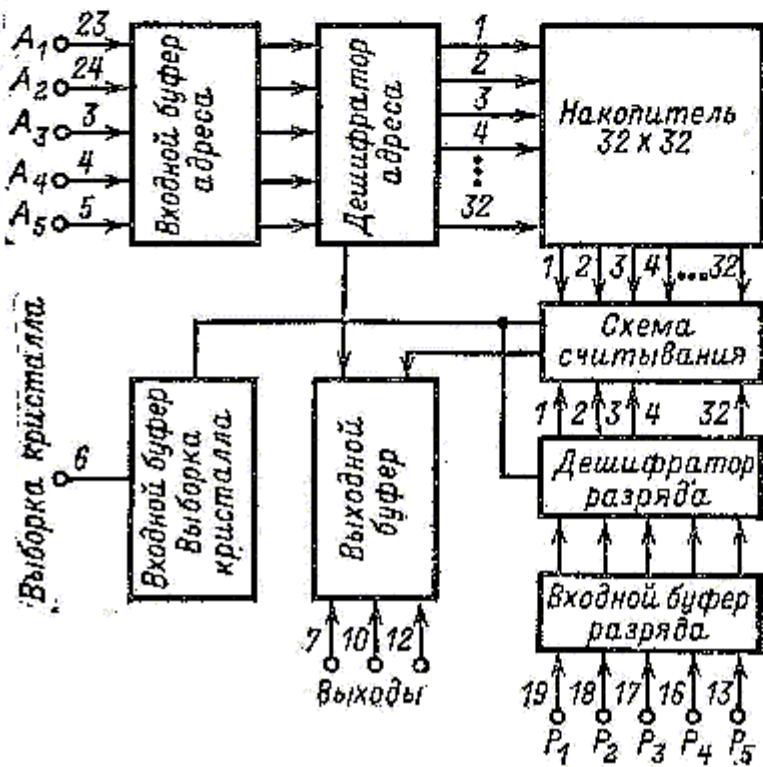 A1 23
A2 24
A3 3
A4 4
A5 5
Входной буфер
адреса
Дешифратор
адреса
1
2
3
4
32
Накопитель
32 X 32
1 2 3 4 ...32
Схема
считывания
1 2 3 4 32
Дешифратор
разряда
Входной буфер
разряда
19 18 17 16 13
P1 P2 P3 P4 P5
Выборка кристалла
6
Входной буфер
Выборка
кристалла
Выходной
буфер
7 10 12
Выходы